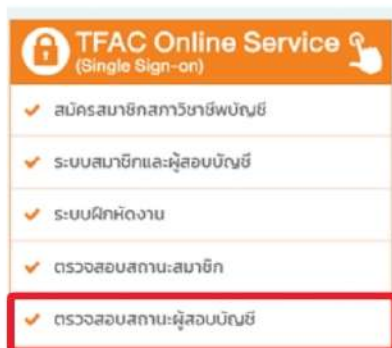 TFAC Online Service
(Single Sign-on)
สมัครสมาชิกสภาวิชาชีพบัญชี
ระบบสมาชิกและผู้สอบบัญชี
ระบบฝึกหัดงาน
ตรวจสอบสถานะสมาชิก
ตรวจสอบสถานะผู้สอบบัญชี